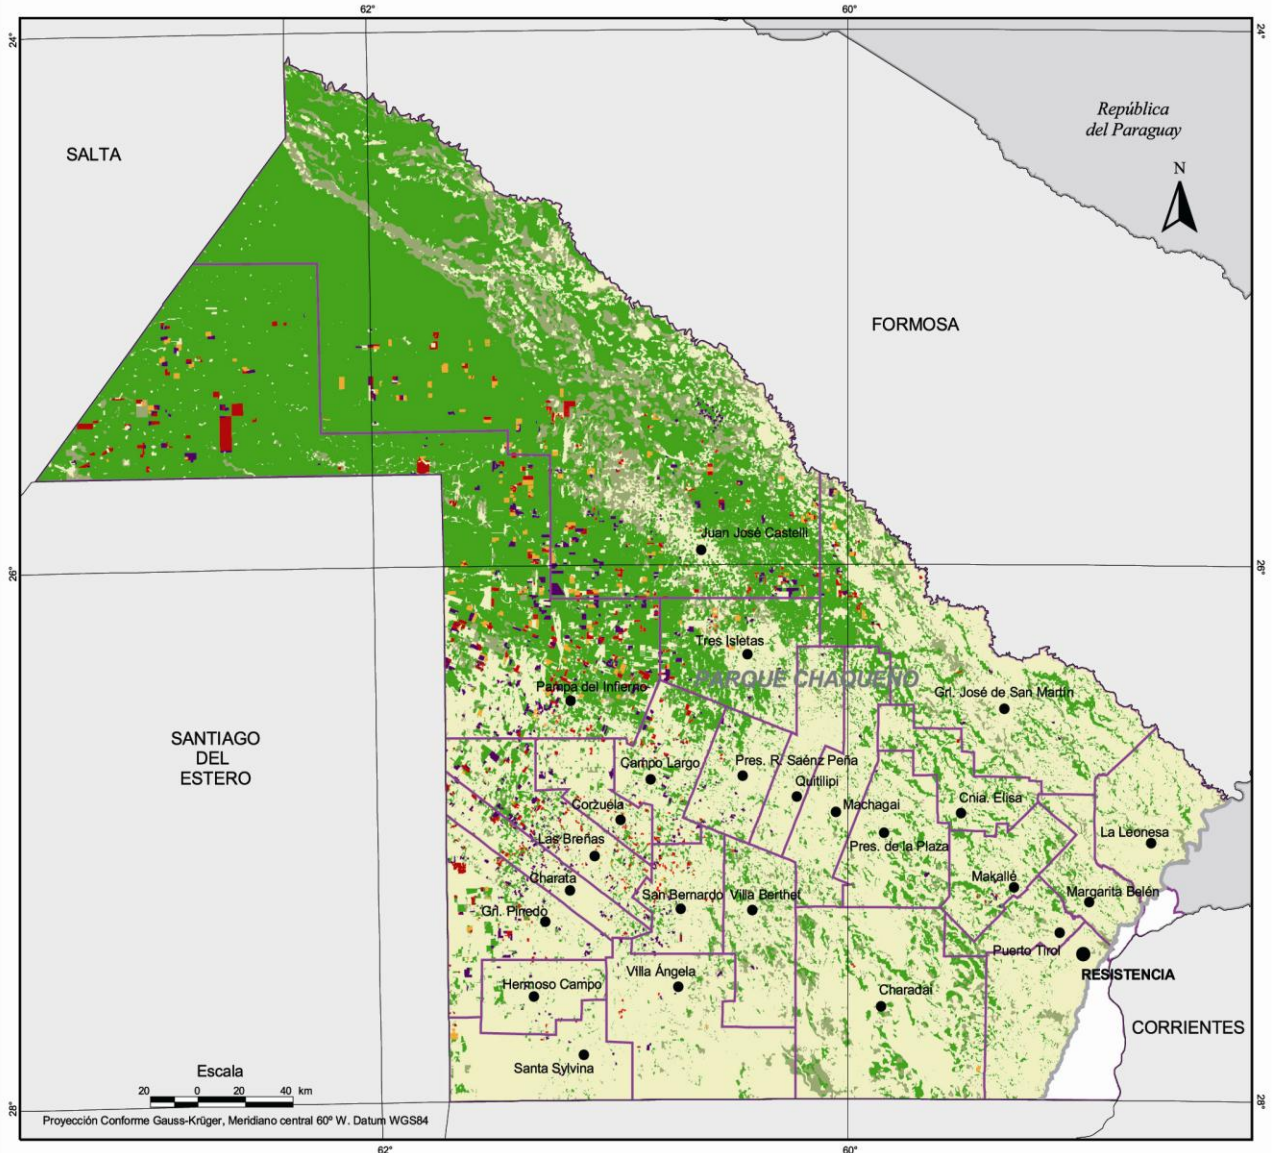 62°
60°
24°
24°
República
del Paraguay
SALTA
N
FORMOSA
Juan José Castelli
26°
26°
Tres Isletas
PARQUE CHAQUEÑO
Pampa del Infierno
Grl. José de San Martín
SANTIAGO
DEL
ESTERO
Campo Largo
Pres. R. Saénz Peña
Quitilipi
Corzuela
Machagai
Cnia. Elisa
La Leonesa
Las Breñas
Pres. de la Plaza
Charata
Makallé
San Bernardo
Villa Berthet
Margarita Belén
Grl. Piredo
Puerto Tirol
RESISTENCIA
Villa Ángela
Hermoso Campo
Charadai
CORRIENTES
Santa Sylvina
Escala
20 0 20 40 km
Proyección Conforme Gauss-Krüger, Meridiano central 60º W. Datum WGS84
28°
28°
62°
60°